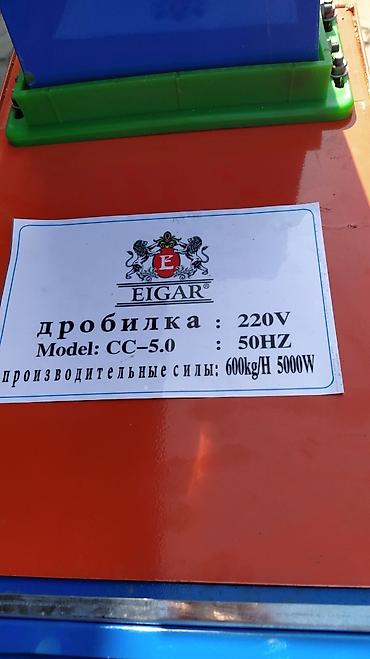 E
EIGAR®
дробилка : 220V
Model: CC-5.0 : 50HZ
производительные силы: 600kg/H 5000W